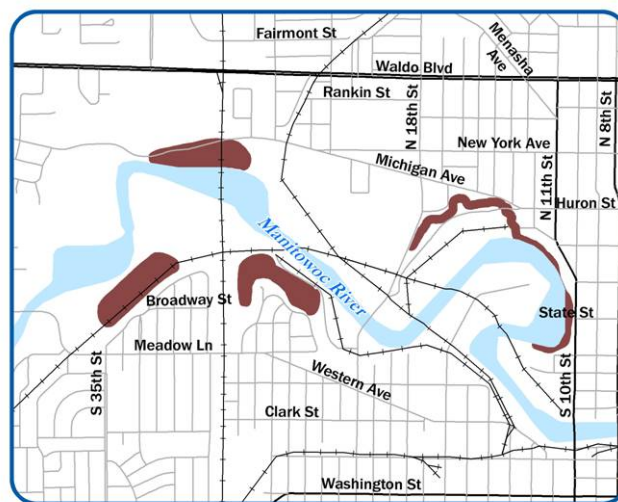 Fairmont St
Menasha
Ave
Waldo Blvd
Rankin St
N 18th St
N 8th St
New York Ave
Michigan Ave
N 11th St
Huron St
Manitowoc River
Broadway St
State St
Meadow Ln
S 35th St
Western Ave
S 10th St
Clark St
Washington St